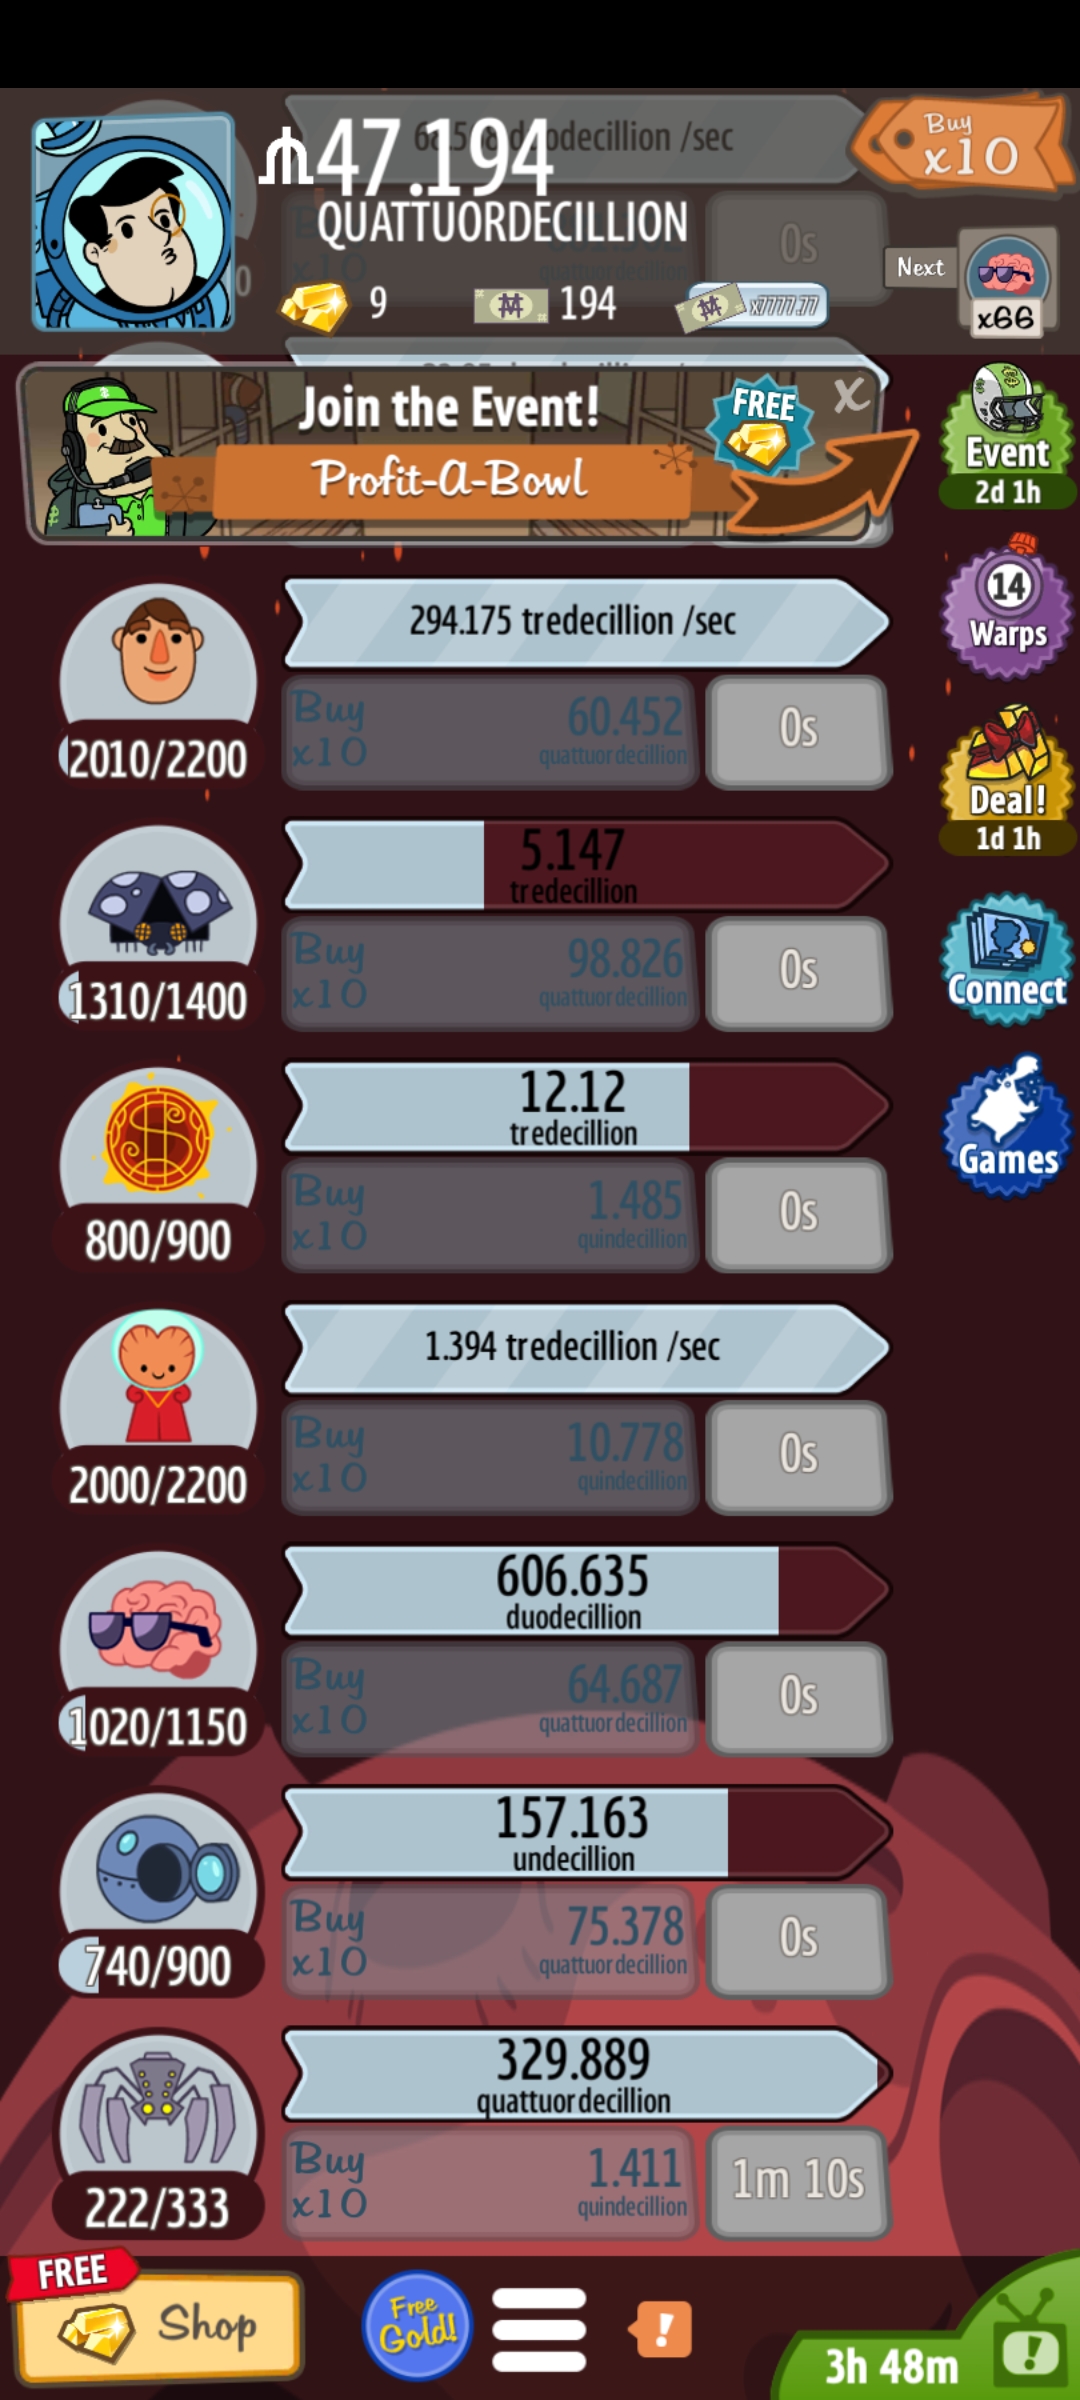 47.194
QUATTUORDECILLION
duodecillion /sec
Buy
x10
0s
9
194
x7777.77
Next
x66
Join the Event!
Profit-A-Bowl
FREE
X
Event
2d 1h
294.175 tredecillion /sec
2010/2200
Buy
x10
60.452
quattuordecillion
0s
14
Warps
Deal!
1d 1h
5.147
tredecillion
1310/1400
Buy
x10
98.826
quattuordecillion
0s
Connect
12.12
tredecillion
800/900
Buy
x10
1.485
quindecillion
0s
Games
1.394 tredecillion /sec
2000/2200
Buy
x10
10.778
quindecillion
0s
606.635
duodecillion
1020/1150
Buy
x10
64.687
quattuordecillion
0s
157.163
undecillion
740/900
Buy
x10
75.378
quattuordecillion
0s
329.889
quattuordecillion
222/333
Buy
x10
1.411
quindecillion
1m 10s
FREE
Shop
Free
Gold!
!
3h 48m
!